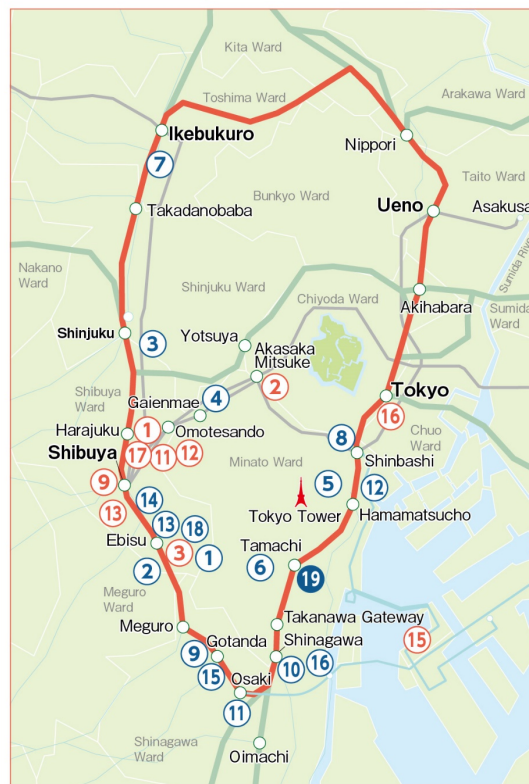 Kita Ward
Toshima Ward
Arakawa Ward
Ikebukuro
Nippori
7
Taito Ward
Bunkyo Ward
Takadanobaba
Ueno
Asakusa
Nakano
Ward
Sumida River
Shinjuku Ward
Chiyoda Ward
Akihabara
Sumida
Ward
Shinjuku
3
Yotsuya
Akasaka
Mitsuke
2
Shibuya
Ward
Gaienmae
4
Tokyo
16
Harajuku
1
Omotesando
Chuo
Ward
Shibuya
17
11
12
8
Shinbashi
Minato Ward
9
14
5
12
13
Tokyo Tower
Hamamatsucho
13
18
Ebisu
3
1
Tamachi
2
6
19
Meguro
Ward
Meguro
Takanawa Gateway
15
Gotanda
Shinagawa
9
10
16
15
Osaki
11
Shinagawa
Ward
Oimachi